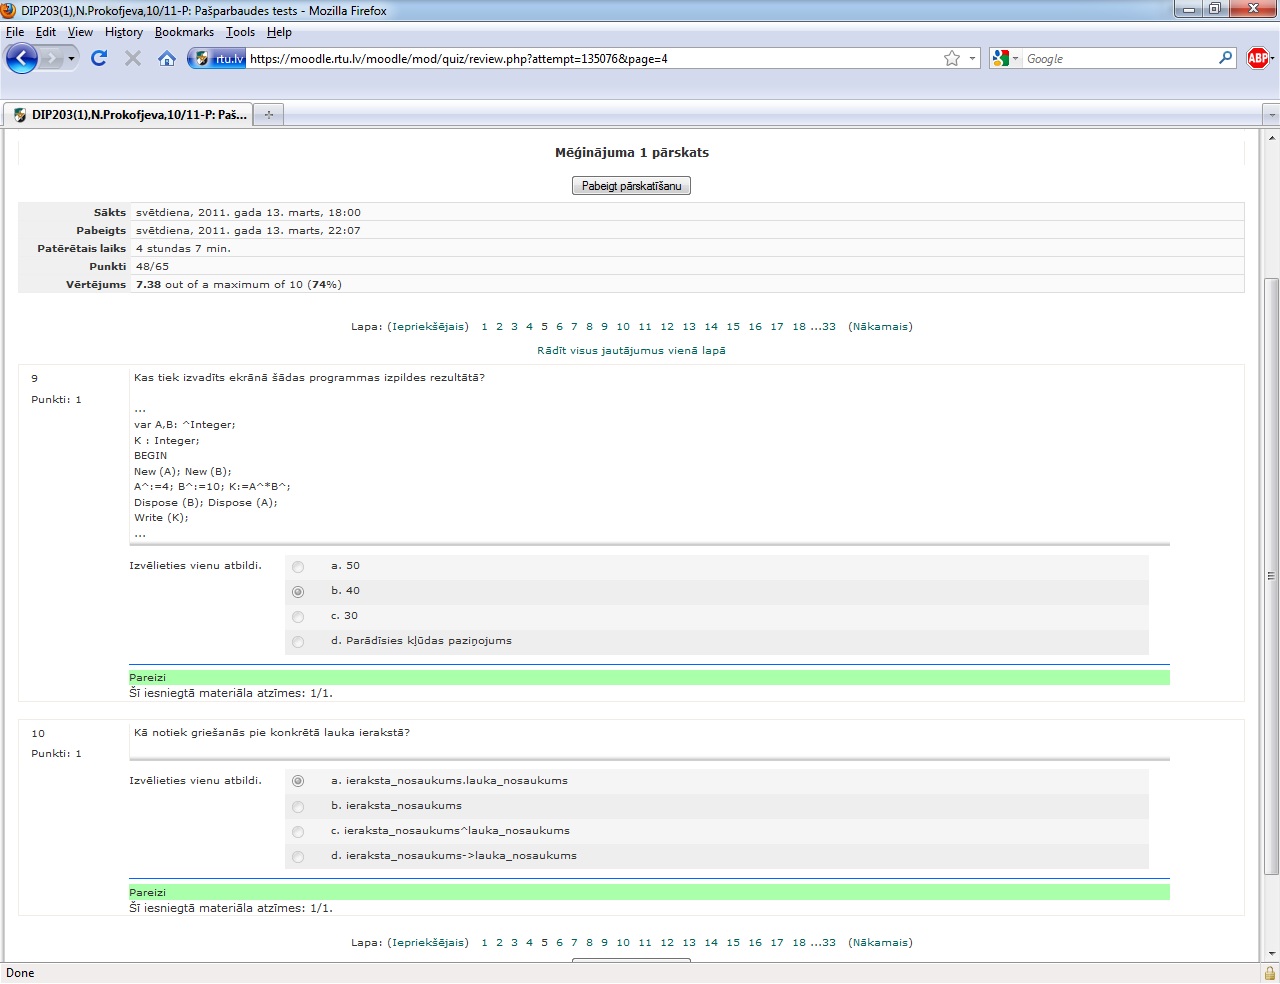 DIP203(1),N.Prokofjeva,10/11-P: Pašparbaudes tests - Mozilla Firefox
File Edit View History Bookmarks Tools Help
rtu.lv https://moodle.rtu.lv/moodle/mod/quiz/review.php?attempt=135076&page=4 Google ABP
DIP203(1),N.Prokofjeva,10/11-P: Paš...
Mēģinājuma 1 pārskats
Pabeigt pārskatīšanu
Sākts svētdiena, 2011. gada 13. marts, 18:00
Pabeigts svētdiena, 2011. gada 13. marts, 22:07
Patērētais laiks 4 stundas 7 min.
Punkti 48/65
Vērtējums 7.38 out of a maximum of 10 (74%)
Lapa: (Iepriekšējais) 1 2 3 4 5 6 7 8 9 10 11 12 13 14 15 16 17 18 ...33 (Nākamais)
Rādīt visus jautājumus vienā lapā
9 Kas tiek izvadīts ekrānā šādas programmas izpildes rezultātā?
Punkti: 1
...
var A,B: ^Integer;
K : Integer;
BEGIN
New (A); New (B);
A^:=4; B^:=10; K:=A^*B^;
Dispose (B); Dispose (A);
Write (K);
...
Izvēlieties vienu atbildi. a. 50
b. 40
c. 30
d. Parādīsies kļūdas paziņojums
Pareizi
Šī iesniegtā materiāla atzīmes: 1/1.
10 Kā notiek griešanās pie konkrētā lauka ierakstā?
Punkti: 1
Izvēlieties vienu atbildi. a. ieraksta_nosaukums.lauka_nosaukums
b. ieraksta_nosaukums
c. ieraksta_nosaukums^lauka_nosaukums
d. ieraksta_nosaukums->lauka_nosaukums
Pareizi
Šī iesniegtā materiāla atzīmes: 1/1.
Lapa: (Iepriekšējais) 1 2 3 4 5 6 7 8 9 10 11 12 13 14 15 16 17 18 ...33 (Nākamais)
Done